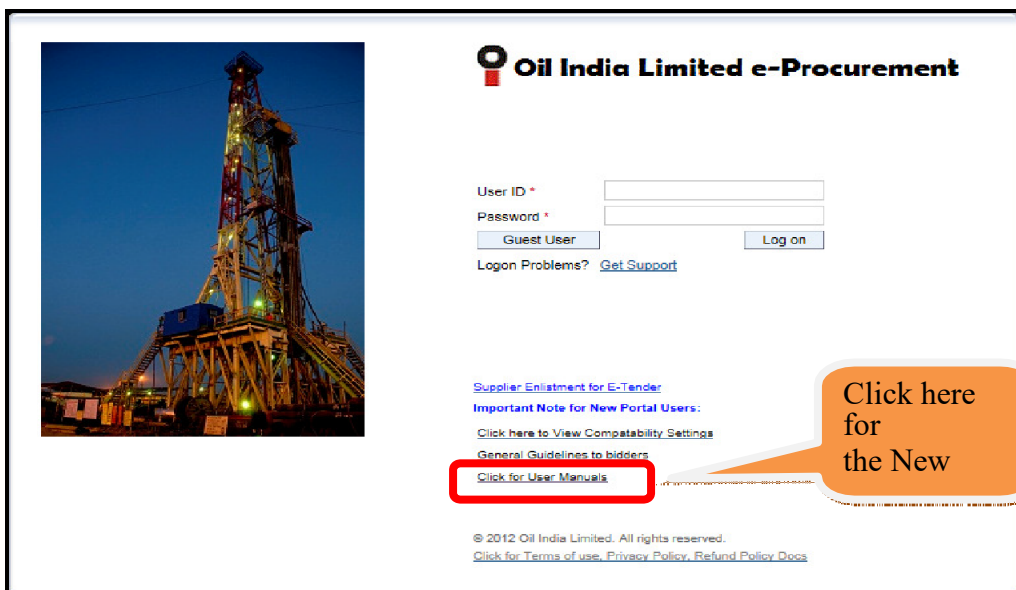 Oil India Limited e-Procurement
User ID *
Password *
Guest User
Log on
Logon Problems? Get Support
Supplier Enlistment for E-Tender
Important Note for New Portal Users:
Click here to View Compatability Settings
General Guidelines to bidders
Click for User Manuals
Click here
for
the New
© 2012 Oil India Limited. All rights reserved.
Click for Terms of use, Privacy Policy, Refund Policy Docs